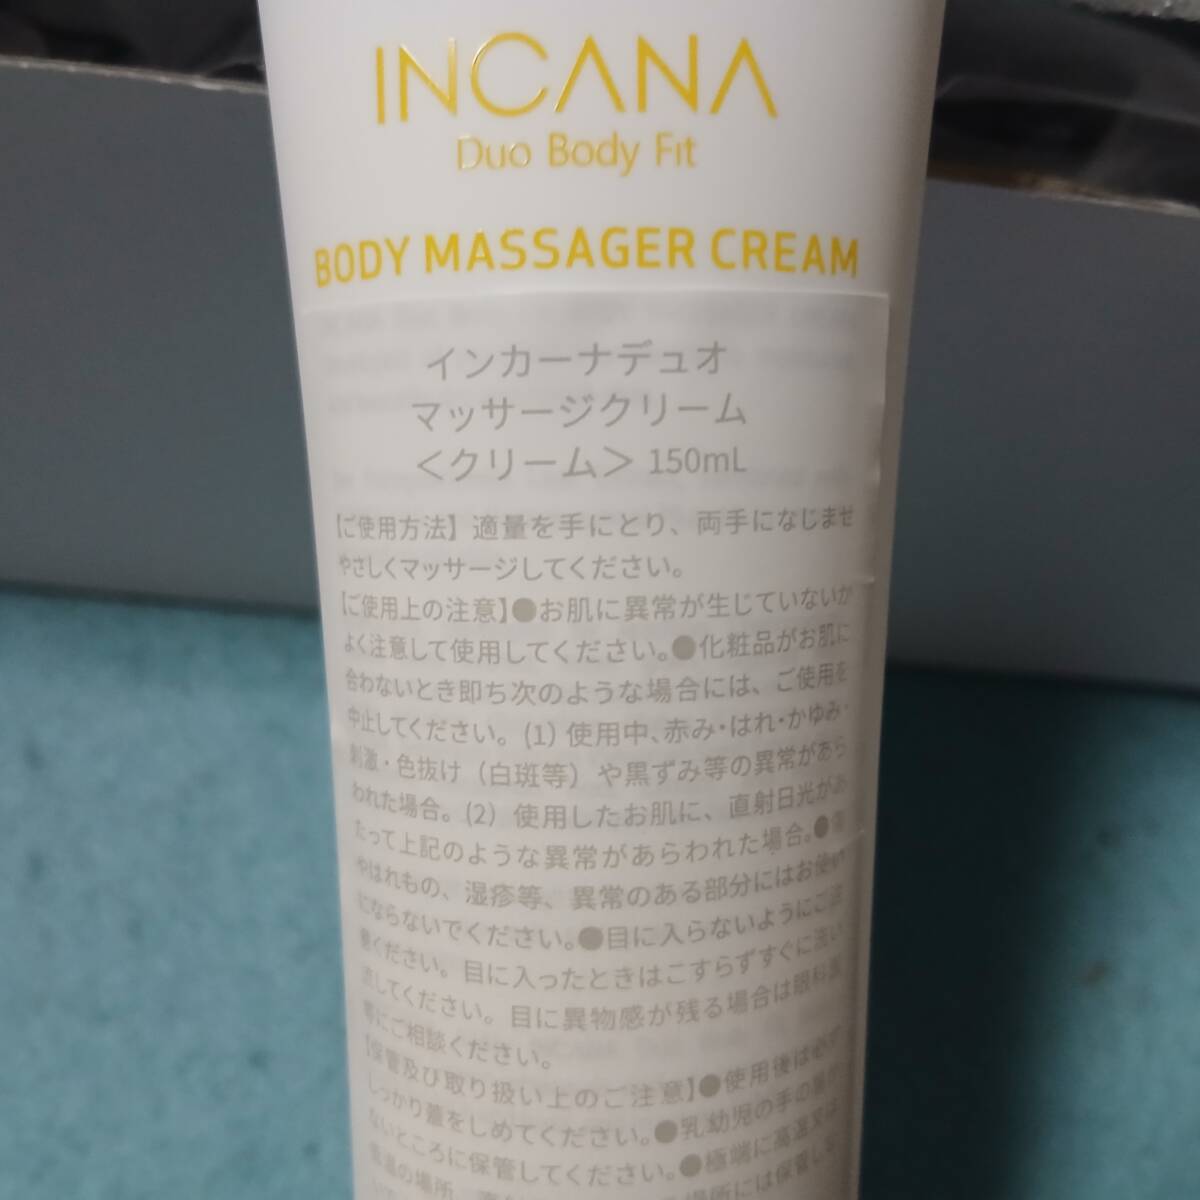 INCANA
Duo Body Fit
BODY MASSAGER CREAM
インカーナデュオ
マッサージクリーム
＜クリーム＞ 150mL
【ご使用方法】適量を手にとり、両手になじませ
やさしくマッサージしてください。
【ご使用上の注意】●お肌に異常が生じていないか
よく注意して使用してください。●化粧品がお肌に
合わないとき即ち次のような場合には、ご使用を
中止してください。(1) 使用中、赤み・はれ・かゆみ・
刺激・色抜け（白斑等）や黒ずみ等の異常があら
われた場合。(2) 使用したお肌に、直射日光があ
たって上記のような異常があらわれた場合。●傷
やはれもの、湿疹等、異常のある部分にはお使い
にならないでください。●目に入らないようにご注
意ください。目に入ったときはこすらずすぐに洗い
流してください。目に異物感が残る場合は眼科医
等にご相談ください。
【保管及び取り扱い上のご注意】●使用後は必ず
しっかり蓋をしめてください。●乳幼児の手の届か
ないところに保管してください。●極端に高温又は
低温の場所、
場所には保管しな